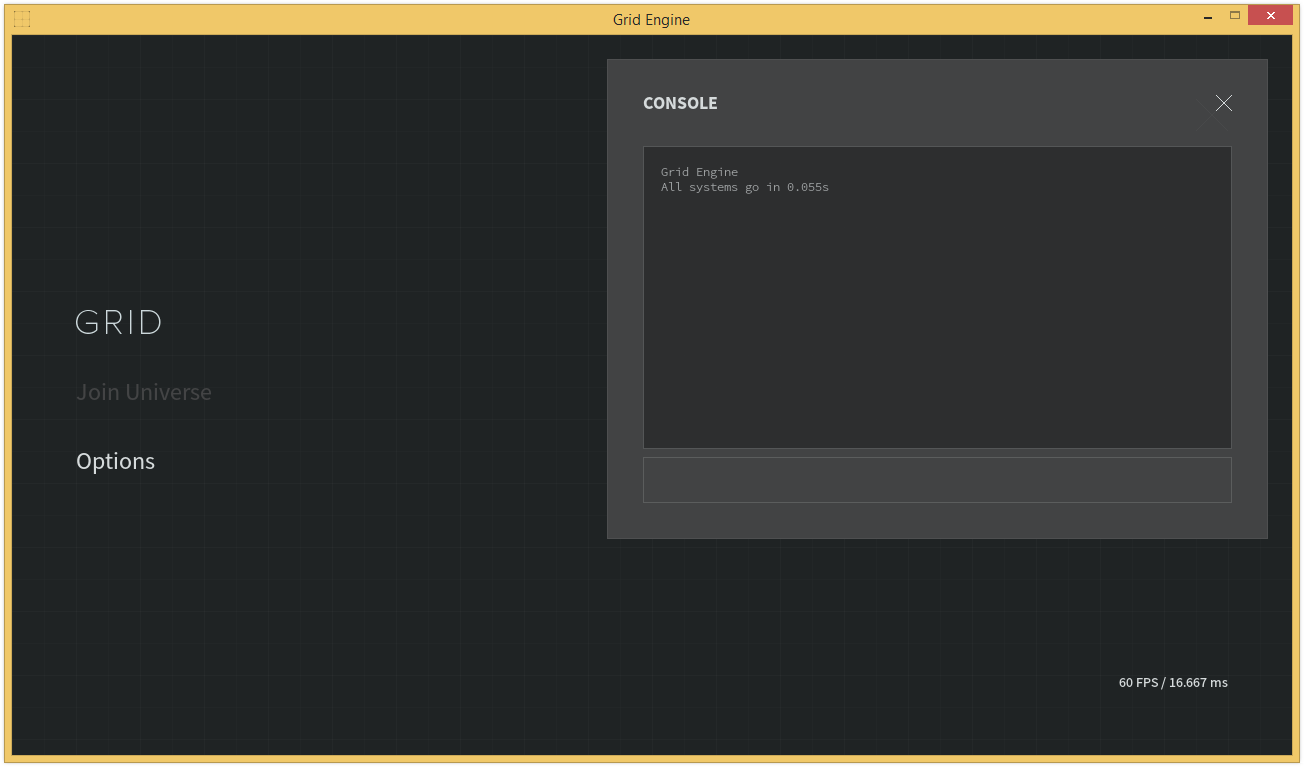 Grid Engine
CONSOLE
Grid Engine
All systems go in 0.055s
GRID
Join Universe
Options
60 FPS / 16.667 ms